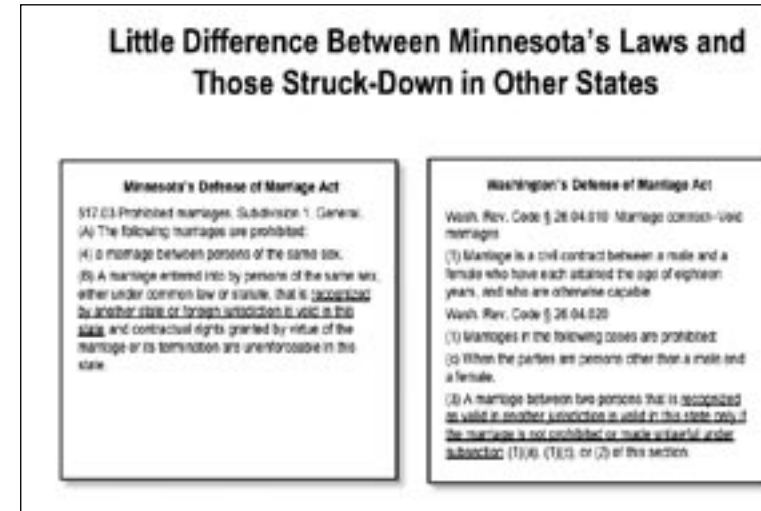 Little Difference Between Minnesota's Laws and
Those Struck-Down in Other States
Minnesota's Defense of Marriage Act
517.03 Prohibited marriages. Subdivision 1. General.
(A) The following marriages are prohibited:
(4) a marriage between persons of the same sex.
(B) A marriage entered into by persons of the same sex,
either under common law or statute, that is recognized
by another state or foreign jurisdiction is void in this
state and contractual rights granted by virtue of the
marriage or its termination are unenforceable in this
state.
Washington's Defense of Marriage Act
Wash. Rev. Code § 26.04.010 Marriage contract--Void
marriages
(1) Marriage is a civil contract between a male and a
female who have each attained the age of eighteen
years, and who are otherwise capable
Wash. Rev. Code § 26.04.020
(1) Marriages in the following cases are prohibited:
(c) When the parties are persons other than a male and
a female.
(3) A marriage between two persons that is recognized
as valid in another jurisdiction is valid in this state only if
the marriage is not prohibited or made unlawful under
subsection (1)(a), (1)(c), or (2) of this section.